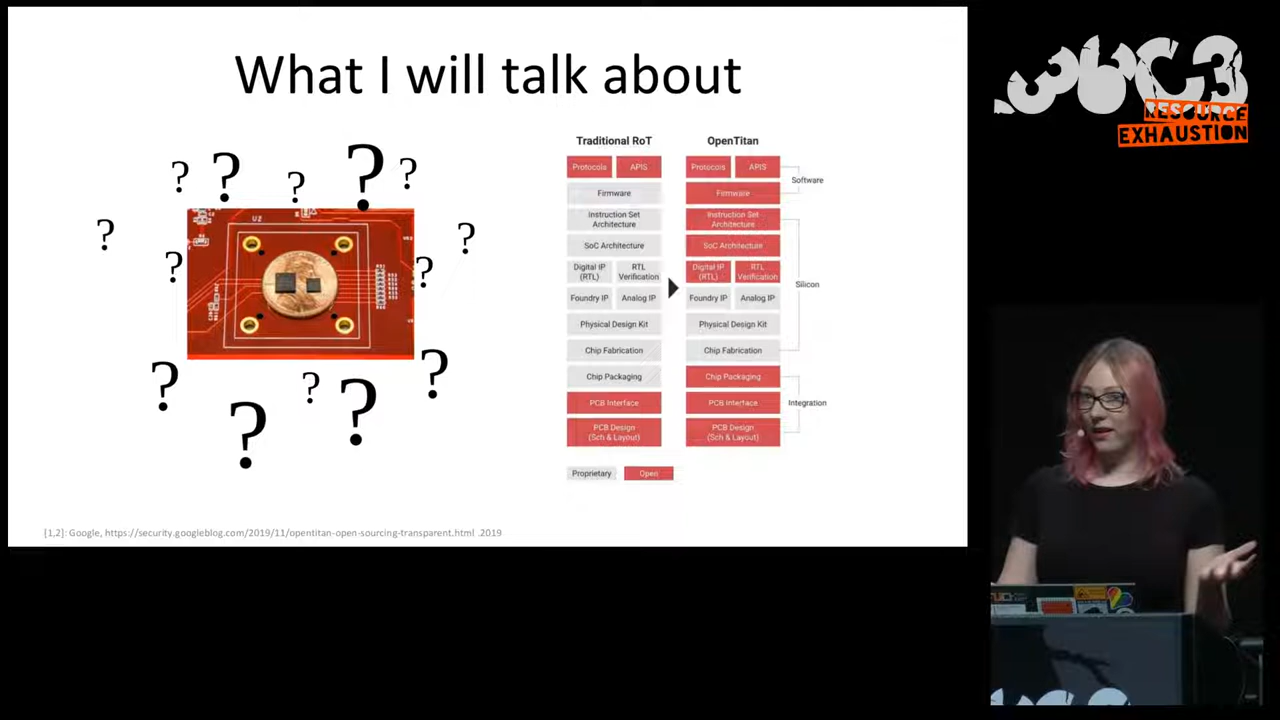 What I will talk about
? ? ? ? ?
? ?
? ?
? ? ? ?
? ?
U2
Traditional RoT OpenTitan
Protocols APIS Protocols APIS
Software
Firmware Firmware
Instruction Set Architecture Instruction Set Architecture
SoC Architecture SoC Architecture
Digital IP (RTL) RTL Verification Digital IP (RTL) RTL Verification
Silicon
Foundry IP Analog IP Foundry IP Analog IP
Physical Design Kit Physical Design Kit
Chip Fabrication Chip Fabrication
Chip Packaging Chip Packaging
PCB Interface PCB Interface
Integration
PCB Design (Sch & Layout) PCB Design (Sch & Layout)
Proprietary Open
[1,2]: Google, https://security.googleblog.com/2019/11/opentitan-open-sourcing-transparent.html .2019
36C3
RESOURCE
EXHAUSTION